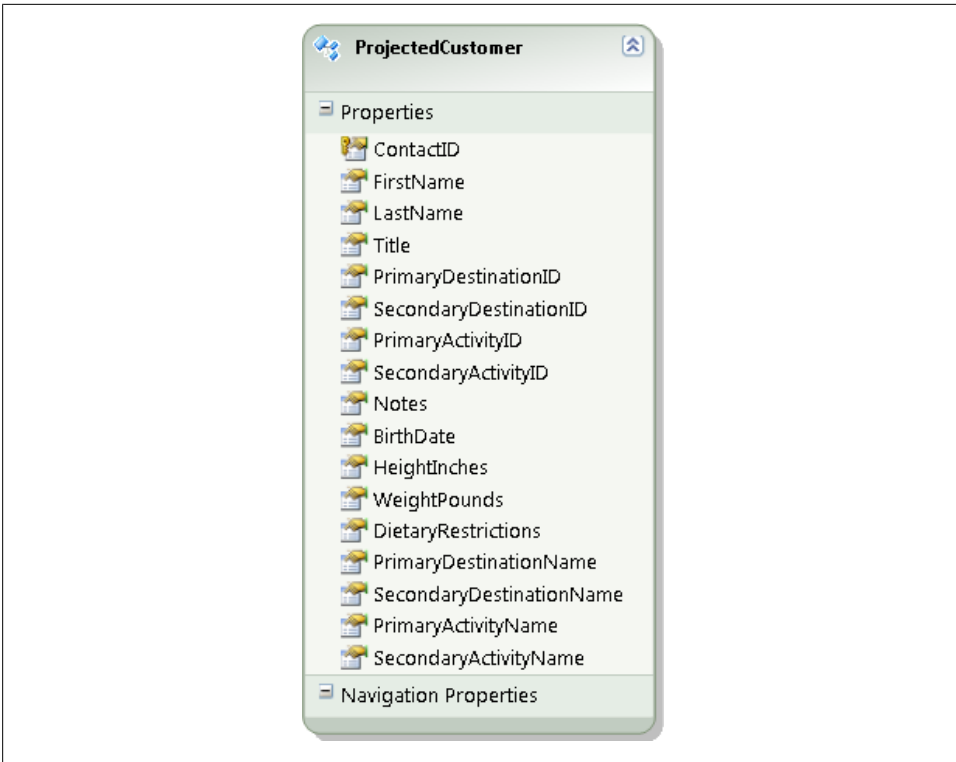 ProjectedCustomer
Properties
ContactID
FirstName
LastName
Title
PrimaryDestinationID
SecondaryDestinationID
PrimaryActivityID
SecondaryActivityID
Notes
BirthDate
HeightInches
WeightPounds
DietaryRestrictions
PrimaryDestinationName
SecondaryDestinationName
PrimaryActivityName
SecondaryActivityName
Navigation Properties